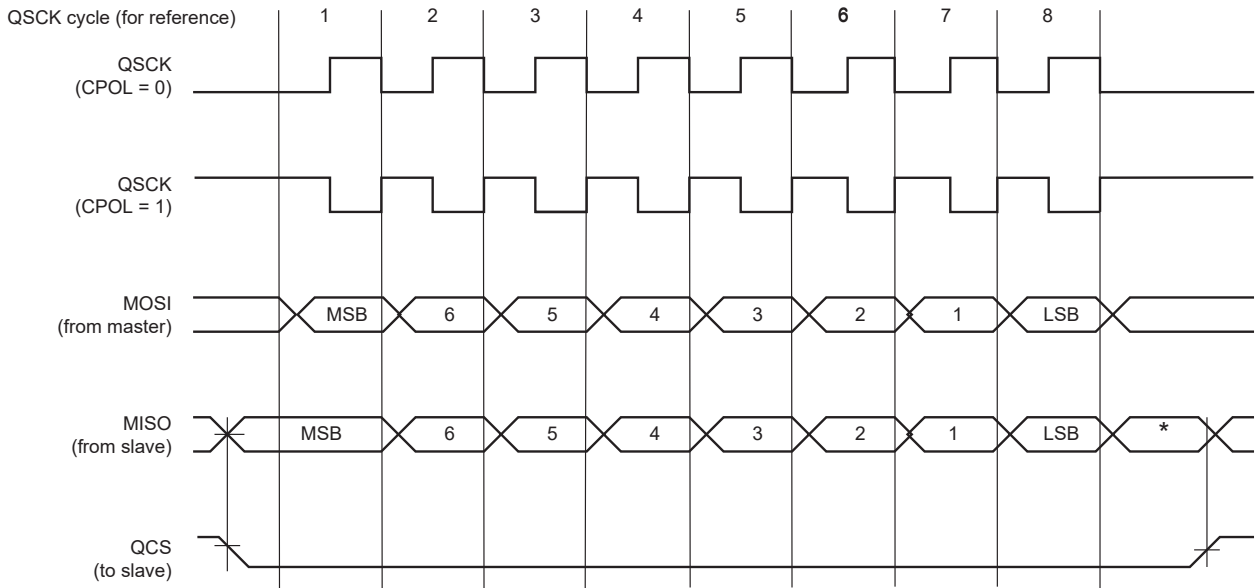 QSCK cycle (for reference) 1 2 3 4 5 6 7 8
QSCK
(CPOL = 0)
QSCK
(CPOL = 1)
MOSI
(from master)
MSB 6 5 4 3 2 1 LSB
MISO
(from slave)
MSB 6 5 4 3 2 1 LSB *
QCS
(to slave)